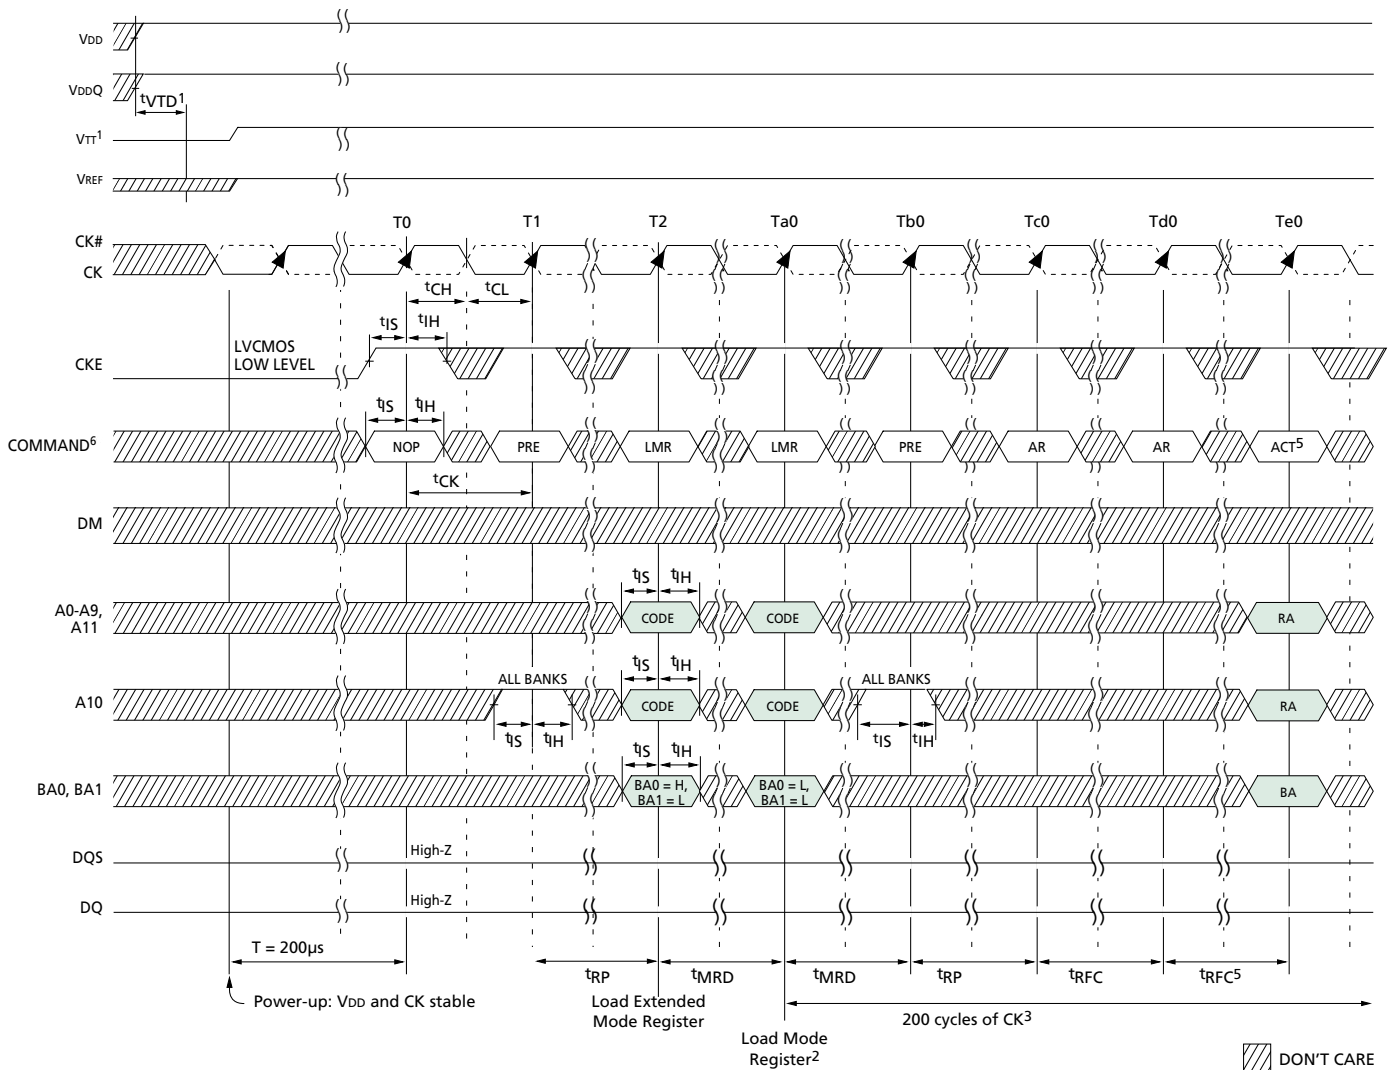 VDD
VDDQ
tVTD1
VTT1
VREF
T0 T1 T2 Ta0 Tb0 Tc0 Td0 Te0
CK#
CK
tCH tCL
tIS tIH
LVCMOS
LOW LEVEL
CKE
tIS tIH
COMMAND6 NOP PRE LMR LMR PRE AR AR ACT5
tCK
DM
tIS tIH
A0-A9,
A11
CODE CODE RA
tIS tIH
ALL BANKS ALL BANKS
A10 CODE CODE RA
tIS tIH tIS tIH
tIS tIH
BA0, BA1
BA0 = H,
BA1 = L
BA0 = L,
BA1 = L
BA
DQS High-Z
DQ High-Z
T = 200µs
tRP tMRD tMRD tRP tRFC tRFC5
Power-up: VDD and CK stable
Load Extended
Mode Register
200 cycles of CK3
Load Mode
Register2
DON'T CARE